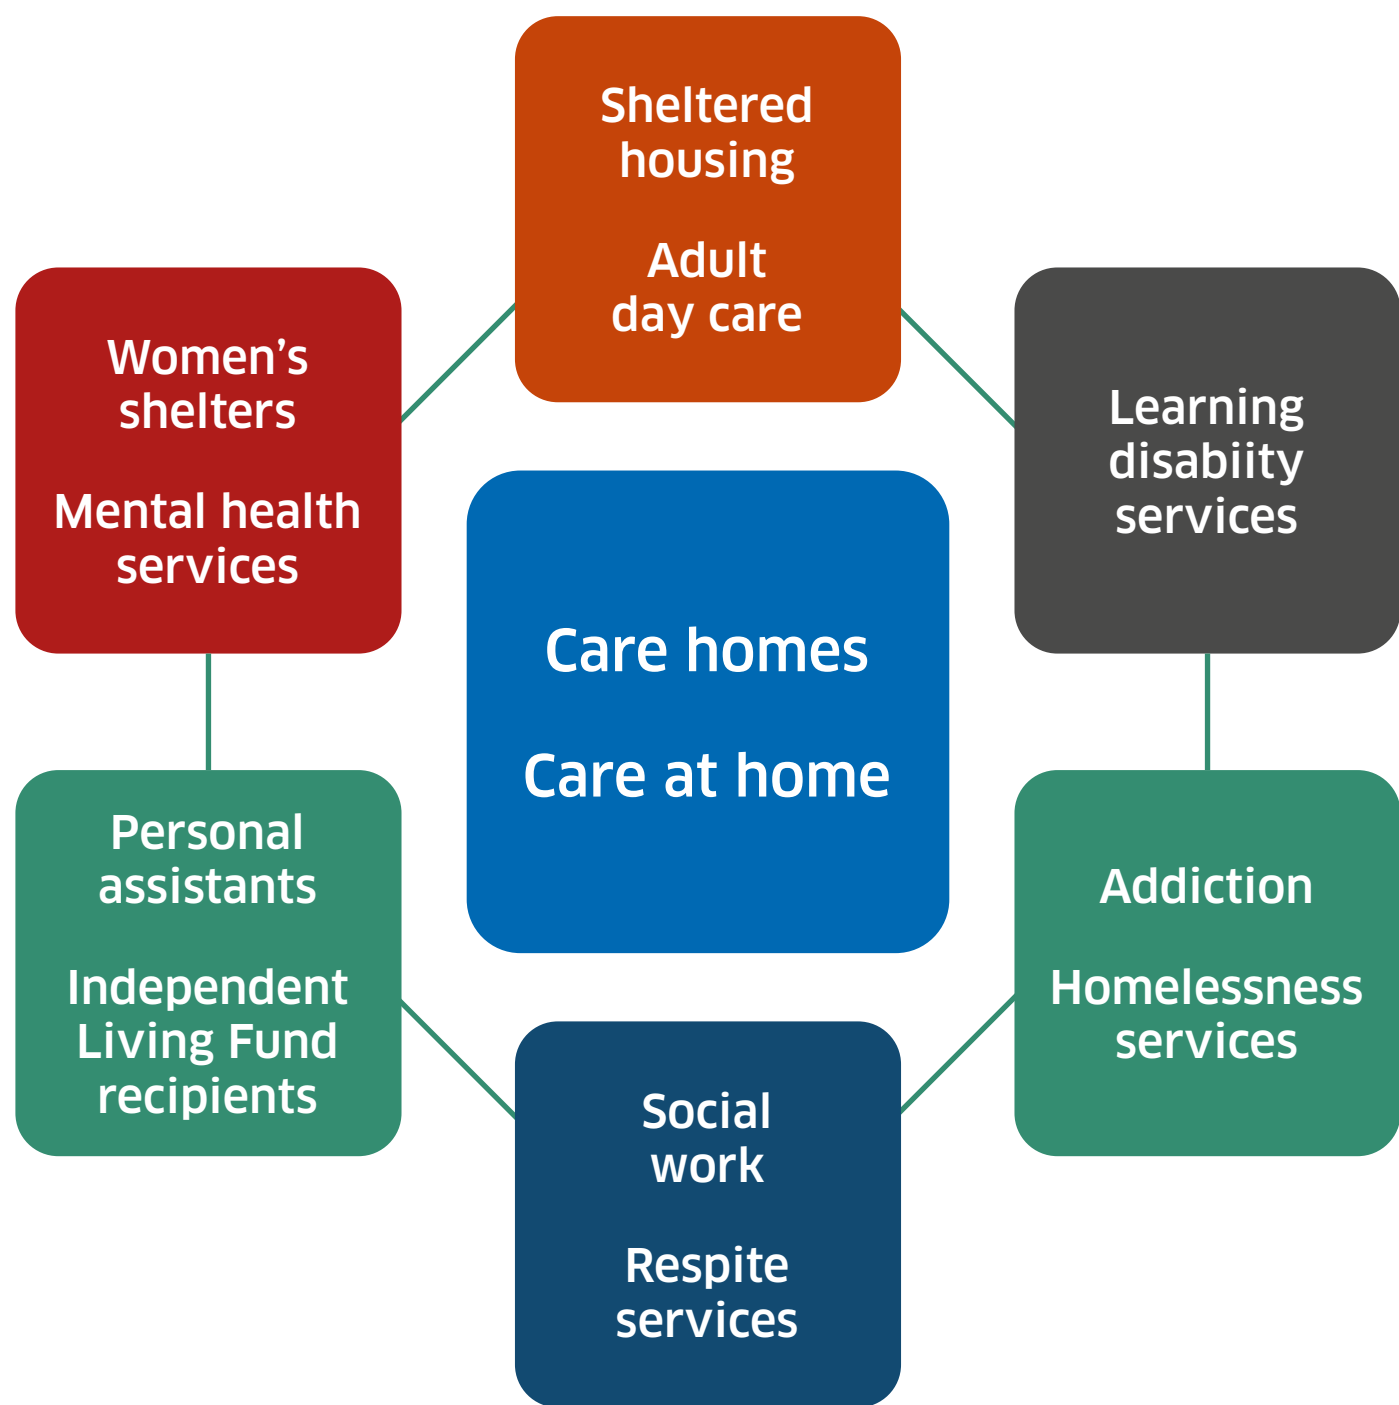 Sheltered
housing
Adult
day care
Women’s
shelters
Mental health
services
Learning
disabiity
services
Care homes
Care at home
Personal
assistants
Independent
Living Fund
recipients
Addiction
Homelessness
services
Social
work
Respite
services